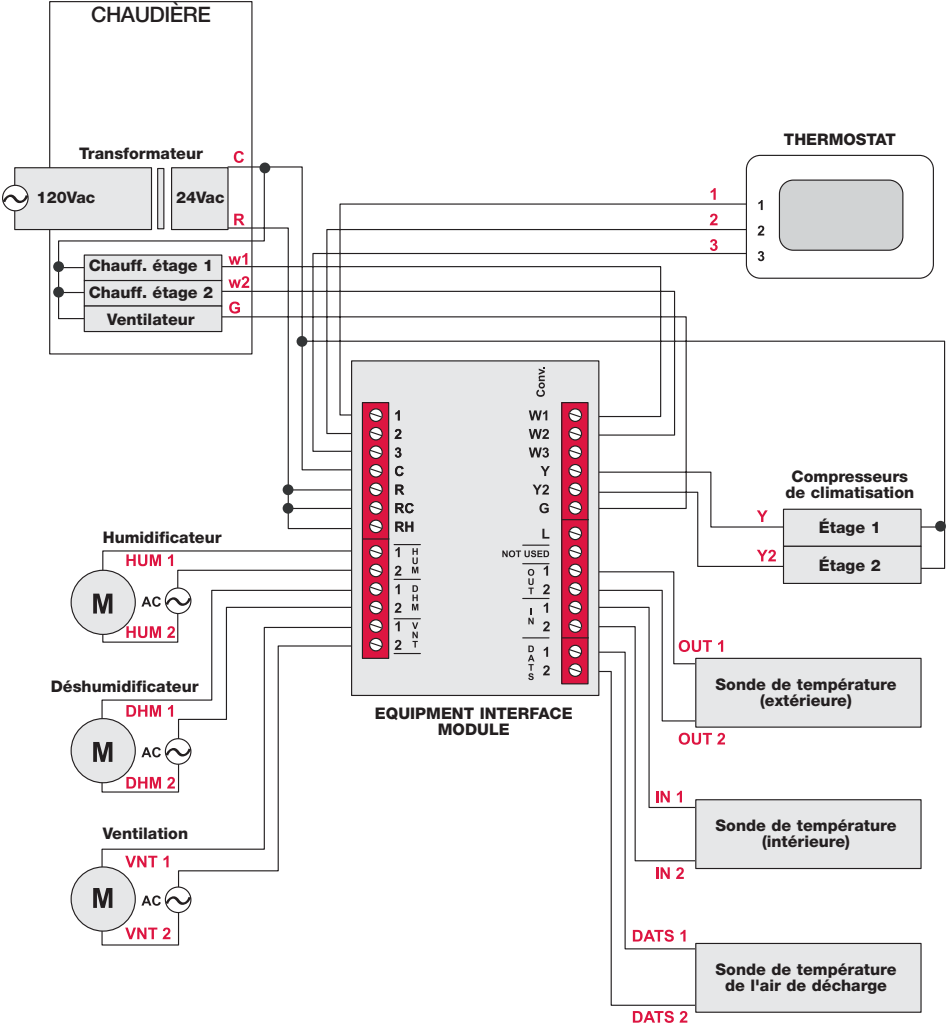 CHAUDIÈRE
Transformateur
C
120Vac
24Vac
R
Chauff. étage 1
w1
Chauff. étage 2
w2
Ventilateur
G
THERMOSTAT
1
2
3
1
2
3
Conv.
1
2
3
C
R
RC
RH
1
2
HUM
1
2
DHM
1
2
VNT
W1
W2
W3
Y
Y2
G
L
NOT USED
OUT
1
2
IN
1
2
DATS
1
2
EQUIPMENT INTERFACE
MODULE
Compresseurs
de climatisation
Y
Étage 1
Y2
Étage 2
Humidificateur
HUM 1
M
AC
HUM 2
Déshumidificateur
DHM 1
M
AC
DHM 2
Ventilation
VNT 1
M
AC
VNT 2
OUT 1
Sonde de température
(extérieure)
OUT 2
IN 1
Sonde de température
(intérieure)
IN 2
DATS 1
Sonde de température
de l'air de décharge
DATS 2